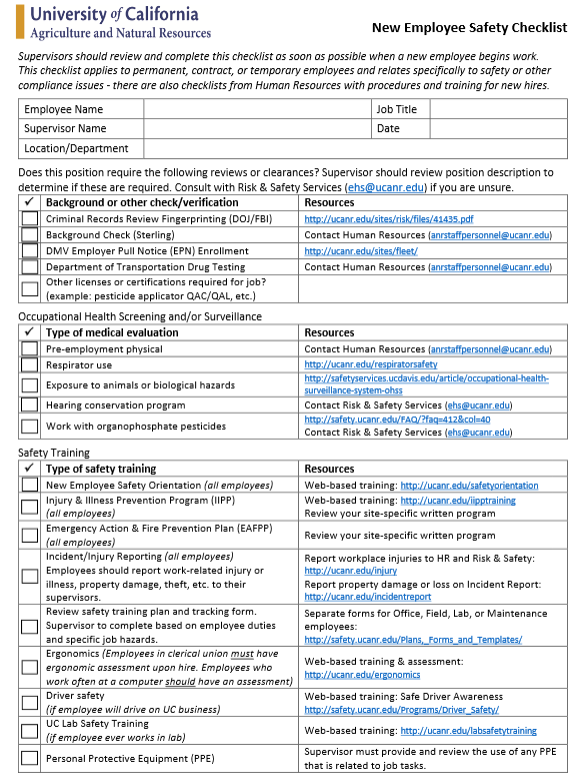 University of California
Agriculture and Natural Resources
New Employee Safety Checklist
Supervisors should review and complete this checklist as soon as possible when a new employee begins work.
This checklist applies to permanent, contract, or temporary employees and relates specifically to safety or other
compliance issues - there are also checklists from Human Resources with procedures and training for new hires.
Employee Name Job Title
Supervisor Name Date
Location/Department
Does this position require the following reviews or clearances? Supervisor should review position description to
determine if these are required. Consult with Risk & Safety Services (ehs@ucanr.edu) if you are unsure.
✓ Background or other check/verification Resources
Criminal Records Review Fingerprinting (DOJ/FBI) http://ucanr.edu/sites/risk/files/41435.pdf
Background Check (Sterling) Contact Human Resources (anrstaffpersonnel@ucanr.edu)
DMV Employer Pull Notice (EPN) Enrollment http://ucanr.edu/sites/fleet/
Department of Transportation Drug Testing Contact Human Resources (anrstaffpersonnel@ucanr.edu)
Other licenses or certifications required for job?
(example: pesticide applicator QAC/QAL, etc.)
Occupational Health Screening and/or Surveillance
✓ Type of medical evaluation Resources
Pre-employment physical Contact Human Resources (anrstaffpersonnel@ucanr.edu)
Respirator use http://ucanr.edu/respiratorsafety
Exposure to animals or biological hazards http://safetyservices.ucdavis.edu/article/occupational-health-
surveillance-system-ohss
Hearing conservation program Contact Risk & Safety Services (ehs@ucanr.edu)
Work with organophosphate pesticides http://safety.ucanr.edu/FAQ/?faq=412&col=40
Contact Risk & Safety Services (ehs@ucanr.edu)
Safety Training
✓ Type of safety training Resources
New Employee Safety Orientation (all employees) Web-based training: http://ucanr.edu/safetyorientation
Injury & Illness Prevention Program (IIPP) Web-based training: http://ucanr.edu/iipptraining
(all employees) Review your site-specific written program
Emergency Action & Fire Prevention Plan (EAFPP)
(all employees) Review your site-specific written program
Incident/Injury Reporting (all employees) Report workplace injuries to HR and Risk & Safety:
Employees should report work-related injury or http://ucanr.edu/injury
illness, property damage, theft, etc. to their Report property damage or loss on Incident Report:
supervisors. http://ucanr.edu/incidentreport
Review safety training plan and tracking form. Separate forms for Office, Field, Lab, or Maintenance
Supervisor to complete based on employee duties employees:
and specific job hazards. http://safety.ucanr.edu/Plans,_Forms_and_Templates/
Ergonomics (Employees in clerical union must have
ergonomic assessment upon hire. Employees who Web-based training & assessment:
work often at a computer should have an assessment) http://ucanr.edu/ergonomics
Driver safety Web-based training: Safe Driver Awareness
(if employee will drive on UC business) http://safety.ucanr.edu/Programs/Driver_Safety/
UC Lab Safety Training
(if employee ever works in lab) Web-based training: http://ucanr.edu/labsafetytraining
Personal Protective Equipment (PPE) Supervisor must provide and review the use of any PPE
that is related to job tasks.